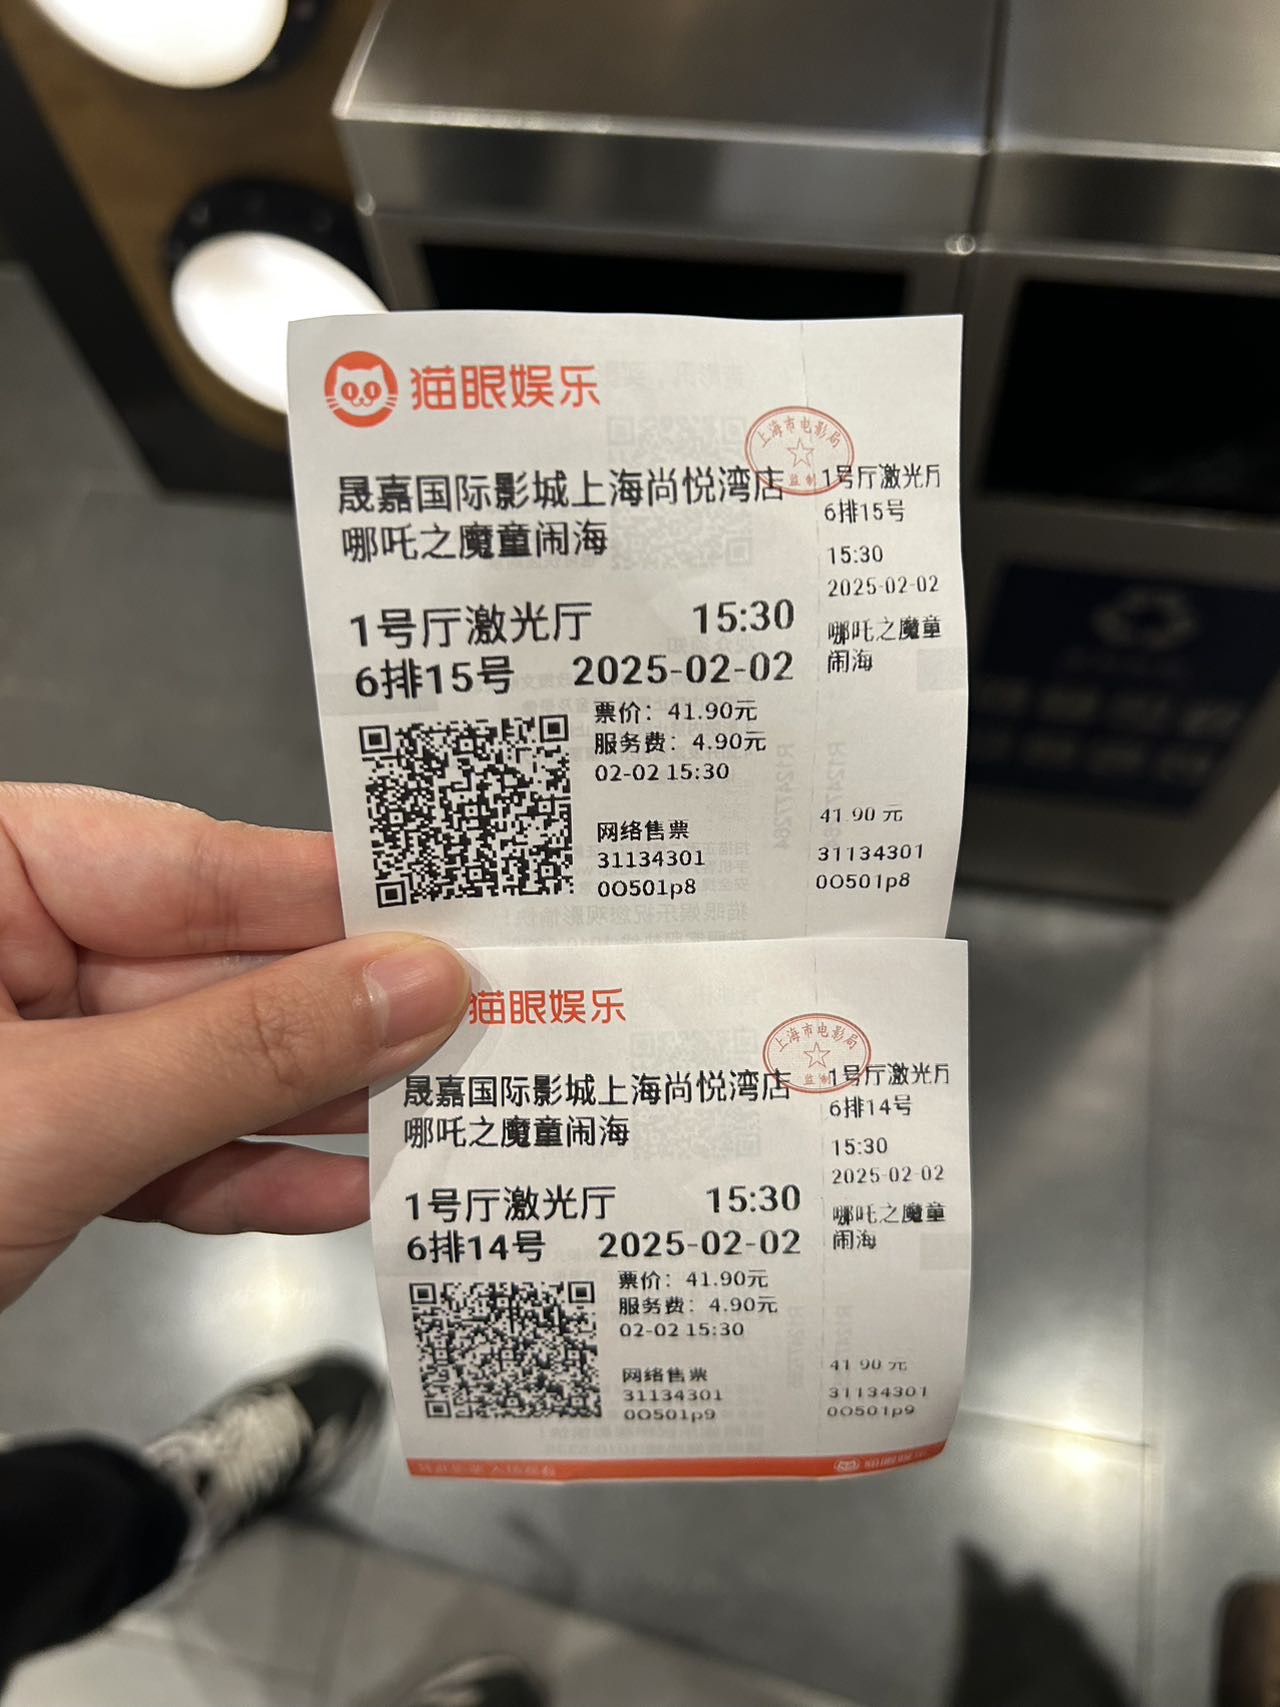 猫眼娱乐
上海市电影局
监制
晟嘉国际影城上海尚悦湾店
哪吒之魔童闹海
1号厅激光厅 15:30
6排15号 2025-02-02
票价：41.90元
服务费：4.90元
02-02 15:30
网络售票
31134301
0O501p8
1号厅激光厅
6排15号
15:30
2025-02-02
哪吒之魔童
闹海
41.90 元
31134301
0O501p8
猫眼娱乐
上海市电影局
监制
晟嘉国际影城上海尚悦湾店
哪吒之魔童闹海
1号厅激光厅 15:30
6排14号 2025-02-02
票价：41.90元
服务费：4.90元
02-02 15:30
网络售票
31134301
0O501p9
1号厅激光厅
6排14号
15:30
2025-02-02
哪吒之魔童
闹海
41.90 元
31134301
0O501p9